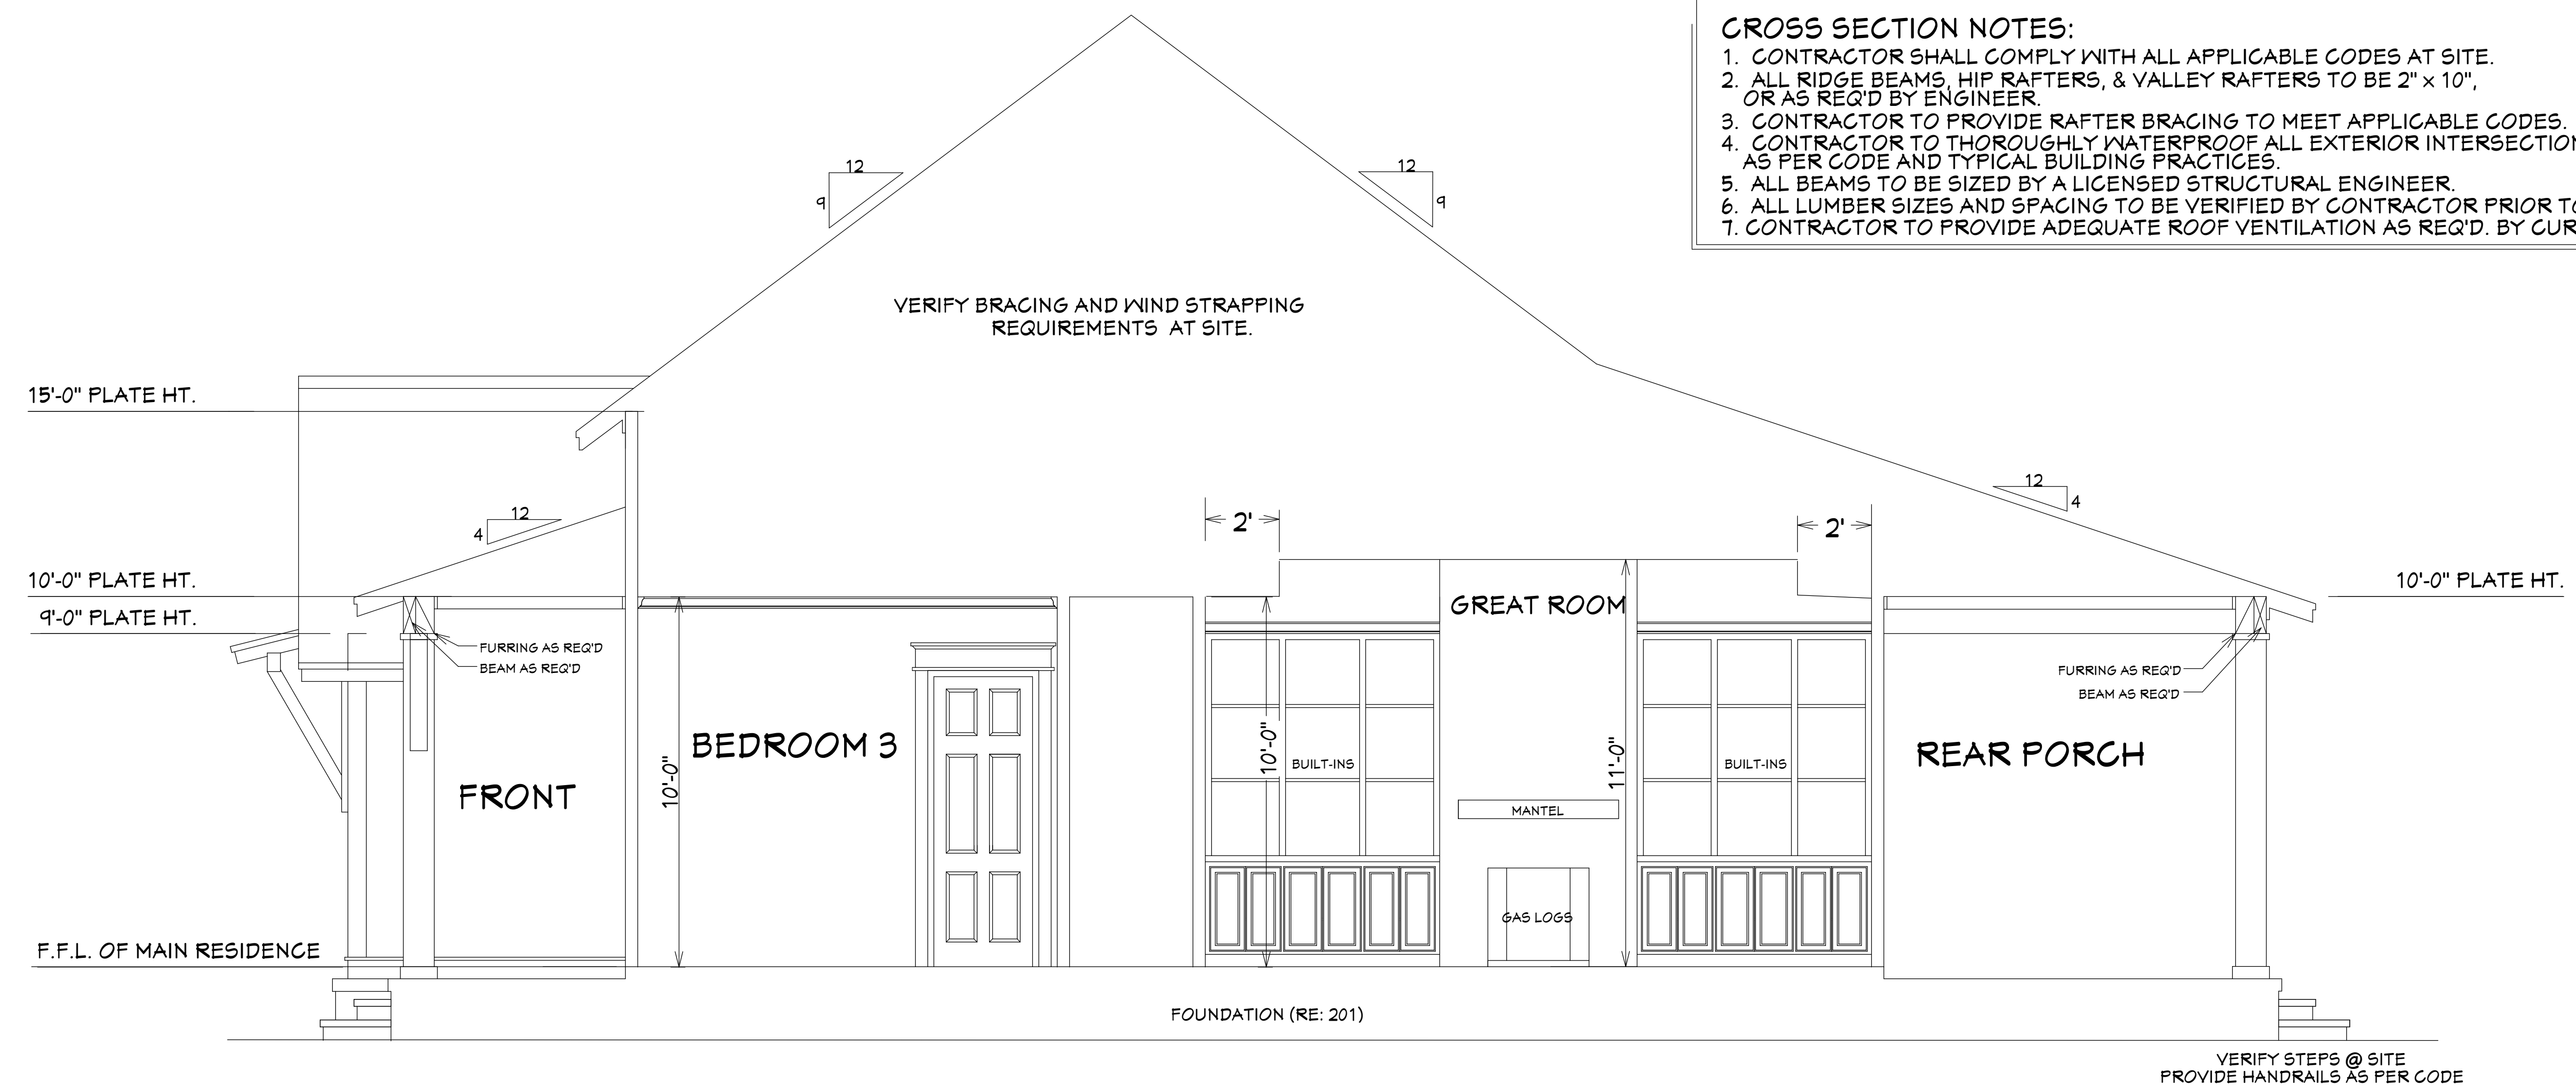 CROSS SECTION NOTES:
1. CONTRACTOR SHALL COMPLY WITH ALL APPLICABLE CODES AT SITE.
2. ALL RIDGE BEAMS, HIP RAFTERS, & VALLEY RAFTERS TO BE 2" x 10",
OR AS REQ'D BY ENGINEER.
3. CONTRACTOR TO PROVIDE RAFTER BRACING TO MEET APPLICABLE CODES.
4. CONTRACTOR TO THOROUGHLY WATERPROOF ALL EXTERIOR INTERSECTION
AS PER CODE AND TYPICAL BUILDING PRACTICES.
5. ALL BEAMS TO BE SIZED BY A LICENSED STRUCTURAL ENGINEER.
6. ALL LUMBER SIZES AND SPACING TO BE VERIFIED BY CONTRACTOR PRIOR TO
7. CONTRACTOR TO PROVIDE ADEQUATE ROOF VENTILATION AS REQ'D. BY CUR
12
9
12
9
VERIFY BRACING AND WIND STRAPPING
REQUIREMENTS AT SITE.
15'-0" PLATE HT.
12
4
12
4
2'
2'
10'-0" PLATE HT.
10'-0" PLATE HT.
9'-0" PLATE HT.
GREAT ROOM
FURRING AS REQ'D
BEAM AS REQ'D
FURRING AS REQ'D
BEAM AS REQ'D
BEDROOM 3
10'-0"
10'-0"
BUILT-INS
11'-0"
BUILT-INS
REAR PORCH
FRONT
MANTEL
GAS LOGS
F.F.L. OF MAIN RESIDENCE
FOUNDATION (RE: 201)
VERIFY STEPS @ SITE
PROVIDE HANDRAILS AS PER CODE